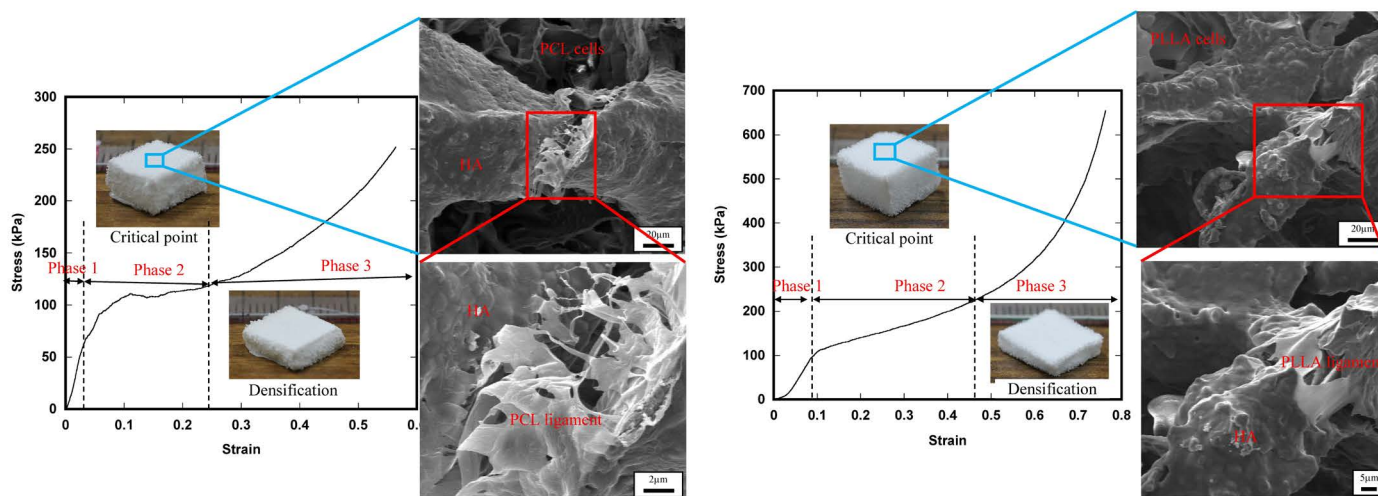 300
250
200
150
100
50
0
Stress (kPa)
0
0.1
0.2
0.3
0.4
0.5
0.6
Strain
Critical point
Phase 1
Phase 2
Phase 3
Densification
PCL cells
HA
20μm
HA
PCL ligament
2μm
700
600
500
400
300
200
100
0
Stress (kPa)
0
0.1
0.2
0.3
0.4
0.5
0.6
0.7
0.8
Strain
Critical point
Phase 1
Phase 2
Phase 3
Densification
PLLA cells
20μm
PLLA ligament
HA
5μm